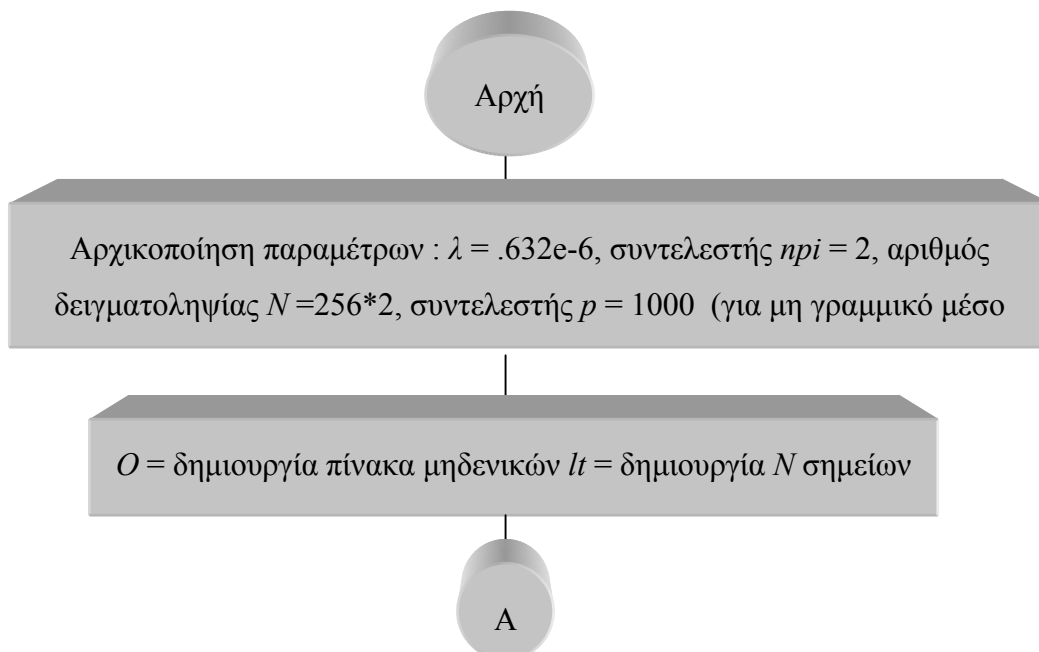 Αρχή
Αρχικοποίηση παραμέτρων : λ = .632e-6, συντελεστής npi = 2, αριθμός
δειγματοληψίας N =256*2, συντελεστής p = 1000 (για μη γραμμικό μέσο
O = δημιουργία πίνακα μηδενικών lt = δημιουργία N σημείων
Α